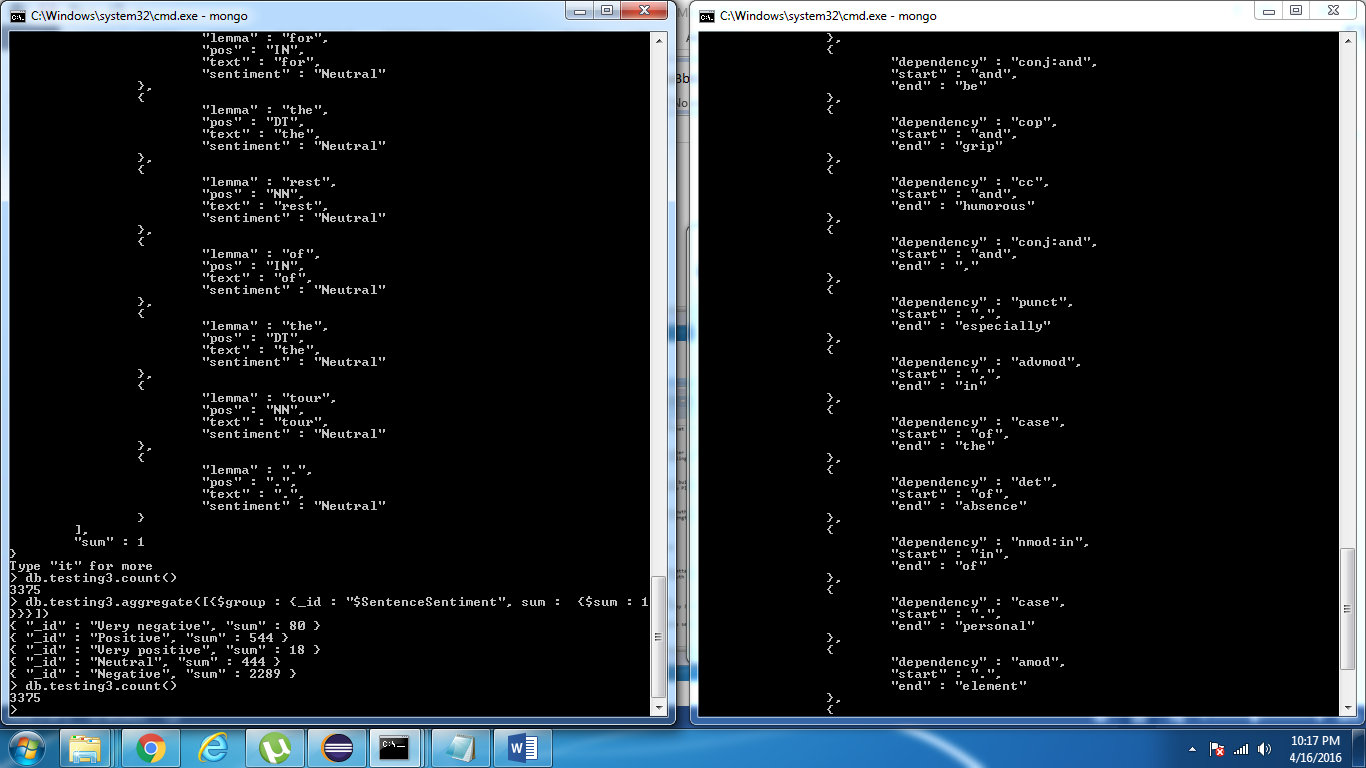 C:\Windows\system32\cmd.exe - mongo
"lemma" : "for",
"pos" : "IN",
"text" : "for",
"sentiment" : "Neutral"
},
{
"lemma" : "the",
"pos" : "DT",
"text" : "the",
"sentiment" : "Neutral"
},
{
"lemma" : "rest",
"pos" : "NN",
"text" : "rest",
"sentiment" : "Neutral"
},
{
"lemma" : "of",
"pos" : "IN",
"text" : "of",
"sentiment" : "Neutral"
},
{
"lemma" : "the",
"pos" : "DT",
"text" : "the",
"sentiment" : "Neutral"
},
{
"lemma" : "tour",
"pos" : "NN",
"text" : "tour",
"sentiment" : "Neutral"
},
{
"lemma" : ".",
"pos" : ".",
"text" : ".",
"sentiment" : "Neutral"
}
],
"sum" : 1
}
Type "it" for more
> db.testing3.count()
3375
> db.testing3.aggregate([{$group : {_id : "$SentenceSentiment", sum :  {$sum : 1
}}}])
{ "_id" : "Very negative", "sum" : 80 }
{ "_id" : "Positive", "sum" : 544 }
{ "_id" : "Very positive", "sum" : 18 }
{ "_id" : "Neutral", "sum" : 444 }
{ "_id" : "Negative", "sum" : 2289 }
> db.testing3.count()
3375
>
C:\Windows\system32\cmd.exe - mongo
},
{
"dependency" : "conj:and",
"start" : "and",
"end" : "be"
},
{
"dependency" : "cop",
"start" : "and",
"end" : "grip"
},
{
"dependency" : "cc",
"start" : "and",
"end" : "humorous"
},
{
"dependency" : "conj:and",
"start" : "and",
"end" : ","
},
{
"dependency" : "punct",
"start" : ",",
"end" : "especially"
},
{
"dependency" : "advmod",
"start" : ",",
"end" : "in"
},
{
"dependency" : "case",
"start" : "of",
"end" : "the"
},
{
"dependency" : "det",
"start" : "of",
"end" : "absence"
},
{
"dependency" : "nmod:in",
"start" : "in",
"end" : "of"
},
{
"dependency" : "case",
"start" : ".",
"end" : "personal"
},
{
"dependency" : "amod",
"start" : ".",
"end" : "element"
},
{
10:17 PM
4/16/2016